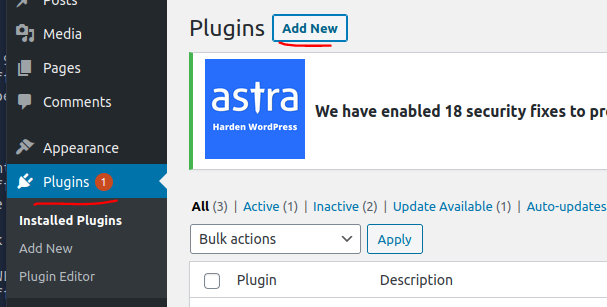 Posts
Media
Pages
Comments
Appearance
Plugins 1
Installed Plugins
Add New
Plugin Editor
Plugins Add New
astra
Harden WordPress
We have enabled 18 security fixes to pr
All (3) | Active (1) | Inactive (2) | Update Available (1) | Auto-updates
Bulk actions Apply
Plugin Description